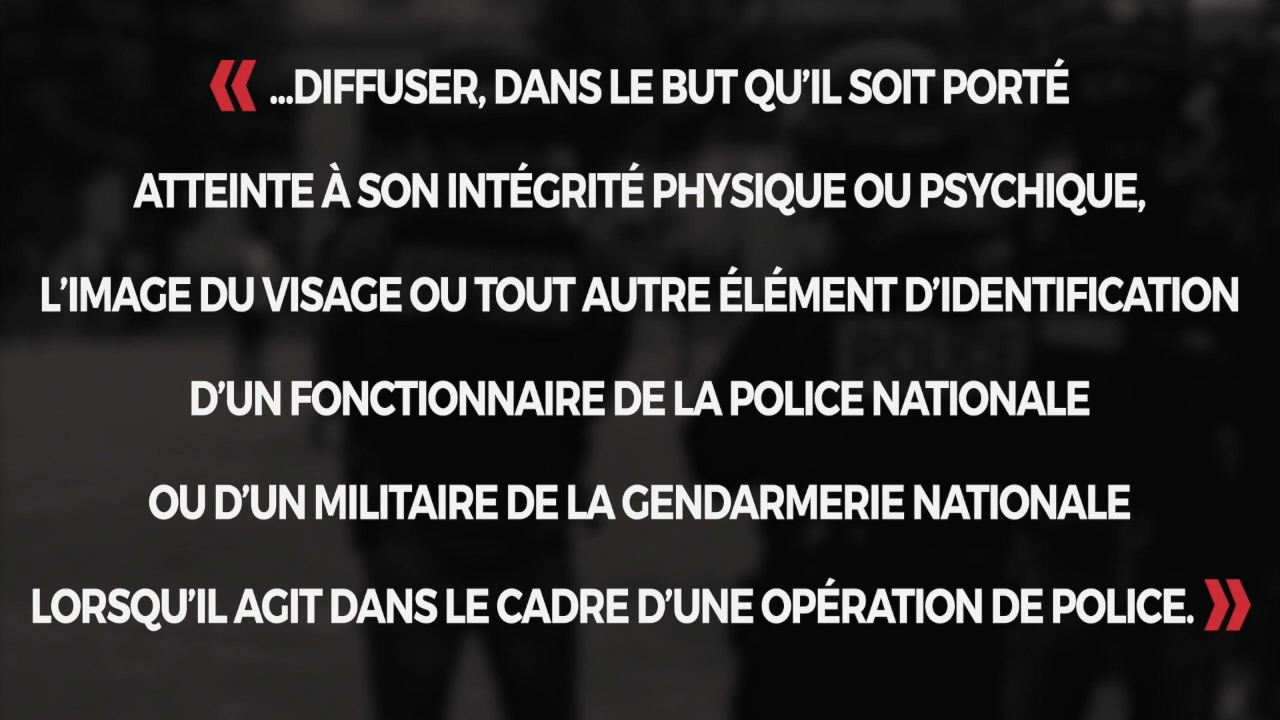 « ...DIFFUSER, DANS LE BUT QU’IL SOIT PORTÉ
ATTEINTE À SON INTÉGRITÉ PHYSIQUE OU PSYCHIQUE,
L’IMAGE DU VISAGE OU TOUT AUTRE ÉLÉMENT D’IDENTIFICATION
D’UN FONCTIONNAIRE DE LA POLICE NATIONALE
OU D’UN MILITAIRE DE LA GENDARMERIE NATIONALE
LORSQU’IL AGIT DANS LE CADRE D’UNE OPÉRATION DE POLICE. »
POLICE